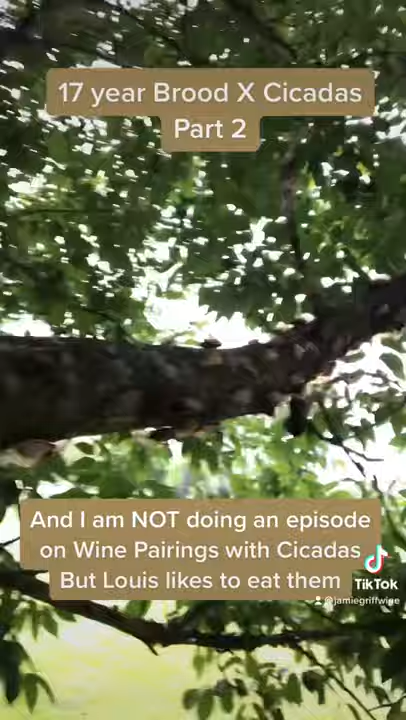 17 year Brood X Cicadas
Part 2
And I am NOT doing an episode
on Wine Pairings with Cicadas
But Louis likes to eat them
TikTok
@jamiegriffwine